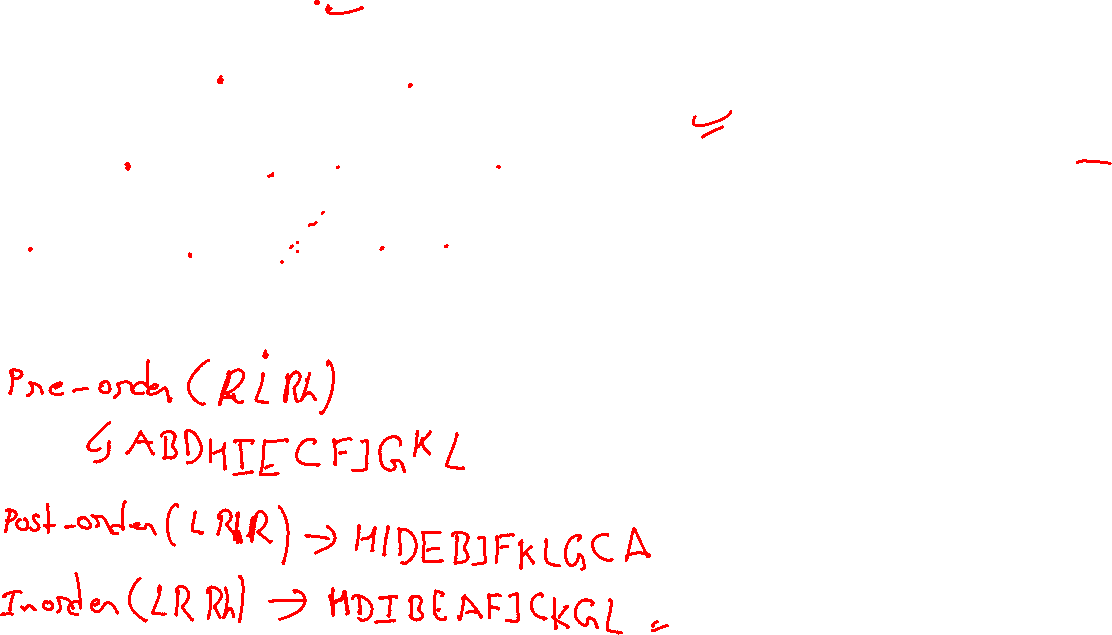 Pre-order (R L Rh)
↳ ABDHIECFJGKL
Post-order (L Rh R) → HIDEBJFKLGCA
Inorder (L R Rh) → HDIBEAFJCKGL